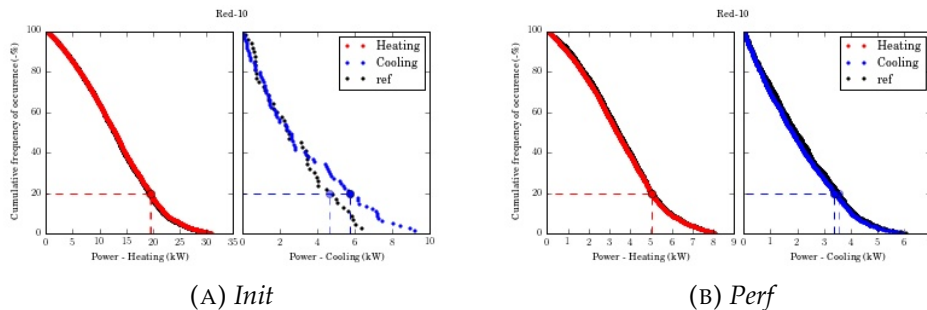 Red-10
Red-10
100
80
60
40
20
0
Cumulative frequency of occurence (-%)
0 5 10 15 20 25 30 35
Power - Heating (kW)
Heating
Cooling
ref
0 2 4 6 8 10
Power - Cooling (kW)
100
80
60
40
20
0
Cumulative frequency of occurence (-%)
0 1 2 3 4 5 6 7 8 9
Power - Heating (kW)
Heating
Cooling
ref
0 1 2 3 4 5 6
Power - Cooling (kW)
(A) Init
(B) Perf